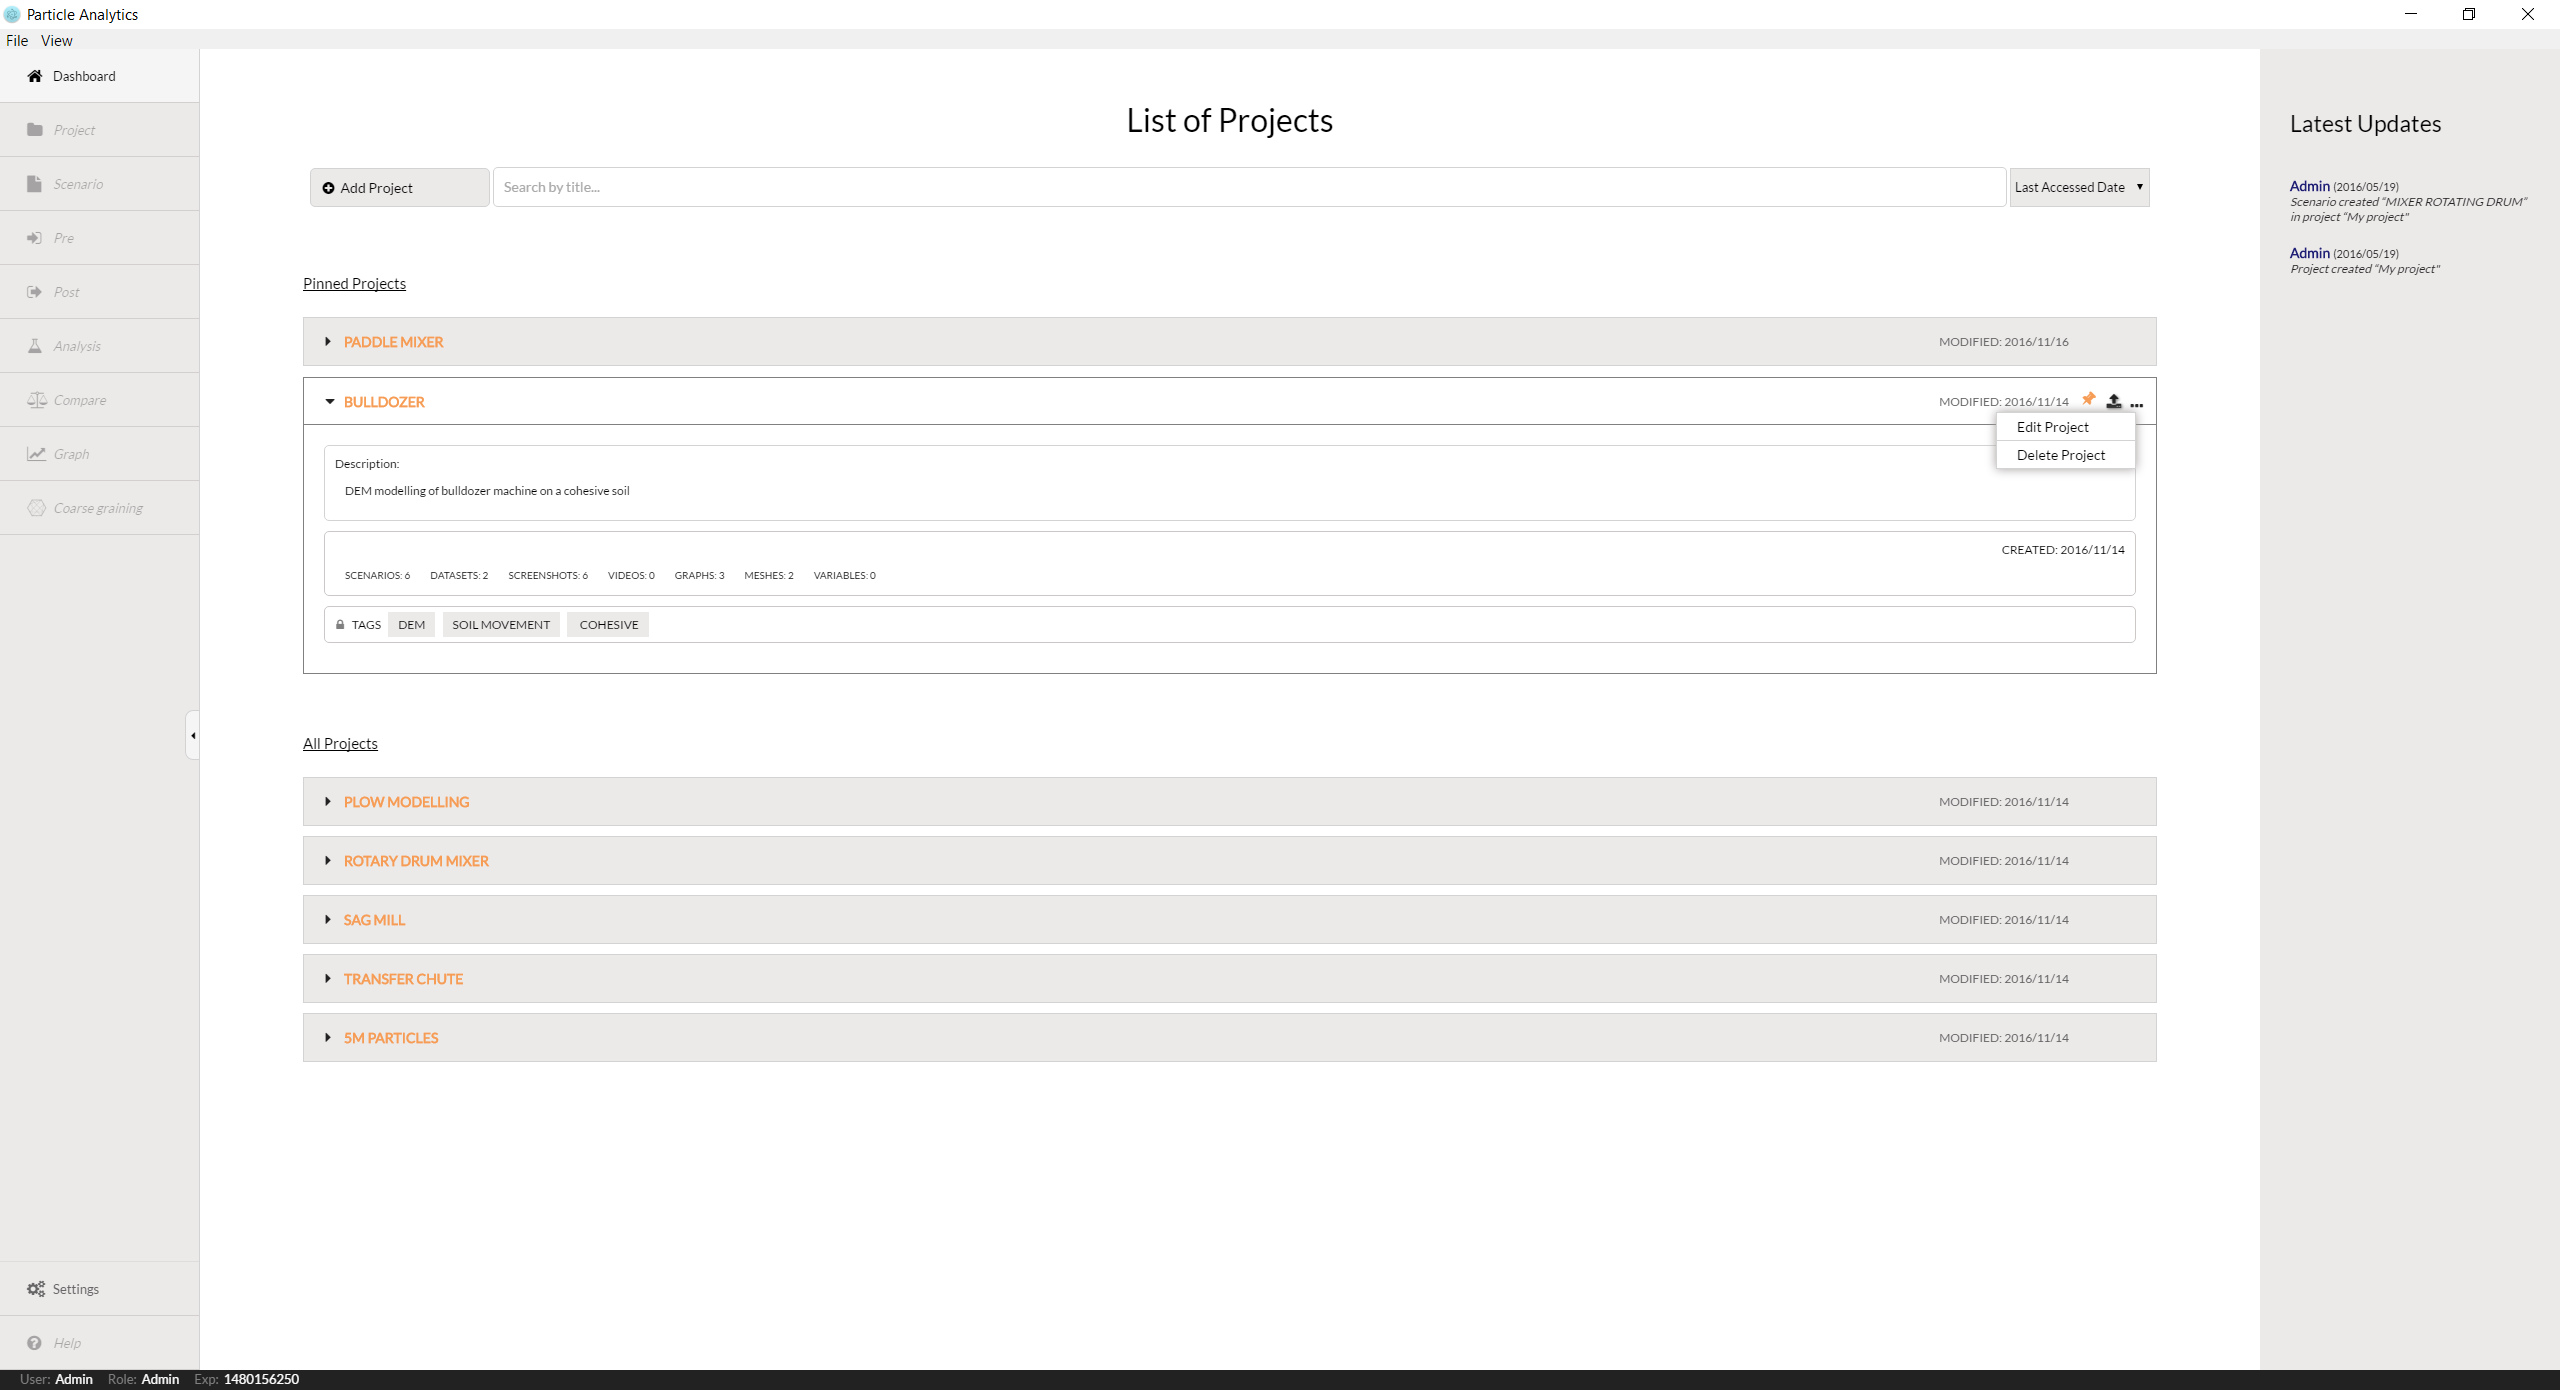 Particle Analytics
File View
Dashboard
Project
Scenario
Pre
Post
Analysis
Compare
Graph
Coarse graining
Settings
Help
List of Projects
Add Project
Search by title...
Last Accessed Date
Pinned Projects
PADDLE MIXER MODIFIED: 2016/11/16
BULLDOZER MODIFIED: 2016/11/14
Edit Project
Delete Project
Description:
DEM modelling of bulldozer machine on a cohesive soil
CREATED: 2016/11/14
SCENARIOS: 6 DATASETS: 2 SCREENSHOTS: 6 VIDEOS: 0 GRAPHS: 3 MESHES: 2 VARIABLES: 0
TAGS DEM SOIL MOVEMENT COHESIVE
All Projects
PLOW MODELLING MODIFIED: 2016/11/14
ROTARY DRUM MIXER MODIFIED: 2016/11/14
SAG MILL MODIFIED: 2016/11/14
TRANSFER CHUTE MODIFIED: 2016/11/14
5M PARTICLES MODIFIED: 2016/11/14
Latest Updates
Admin (2016/05/19)
Scenario created “MIXER ROTATING DRUM”
in project “My project"
Admin (2016/05/19)
Project created “My project"
User: Admin Role: Admin Exp: 1480156250